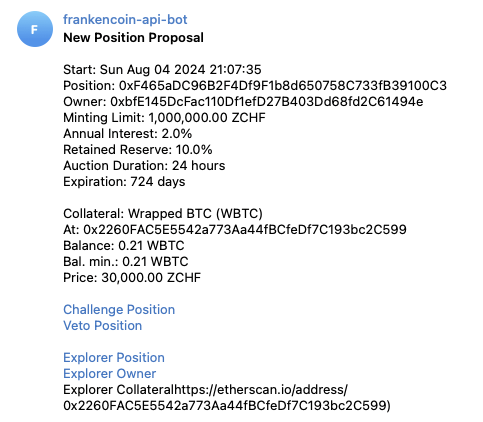 F
frankencoin-api-bot
New Position Proposal
Start: Sun Aug 04 2024 21:07:35
Position: 0xF465aDC96B2F4Df9F1b8d650758C733fB39100C3
Owner: 0xbfE145DcFac110Df1efD27B403Dd68fd2C61494e
Minting Limit: 1,000,000.00 ZCHF
Annual Interest: 2.0%
Retained Reserve: 10.0%
Auction Duration: 24 hours
Expiration: 724 days
Collateral: Wrapped BTC (WBTC)
At: 0x2260FAC5E5542a773Aa44fBCfeDf7C193bc2C599
Balance: 0.21 WBTC
Bal. min.: 0.21 WBTC
Price: 30,000.00 ZCHF
Challenge Position
Veto Position
Explorer Position
Explorer Owner
Explorer Collateralhttps://etherscan.io/address/
0x2260FAC5E5542a773Aa44fBCfeDf7C193bc2C599)